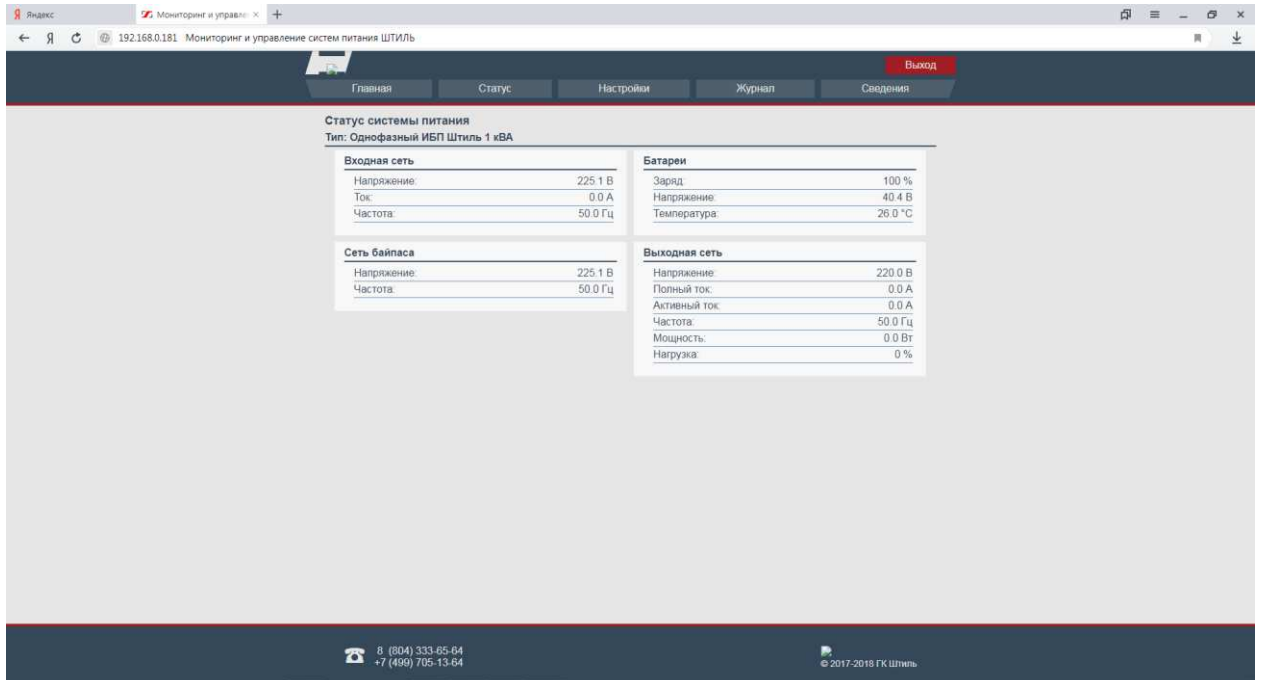 Яндекс
Мониторинг и управле
192.168.0.181 Мониторинг и управление систем питания ШТИЛЬ
Выход
Главная Статус Настройки Журнал Сведения
Статус системы питания
Тип: Однофазный ИБП Штиль 1 кВА
Входная сеть
Напряжение: 225.1 В
Ток: 0.0 А
Частота: 50.0 Гц
Батареи
Заряд: 100 %
Напряжение: 40.4 В
Температура: 26.0 °C
Сеть байпаса
Напряжение: 225.1 В
Частота: 50.0 Гц
Выходная сеть
Напряжение: 220.0 В
Полный ток: 0.0 А
Активный ток: 0.0 А
Частота: 50.0 Гц
Мощность: 0.0 Вт
Нагрузка: 0 %
8 (804) 333-65-64
+7 (499) 705-13-64
© 2017-2018 ГК Штиль